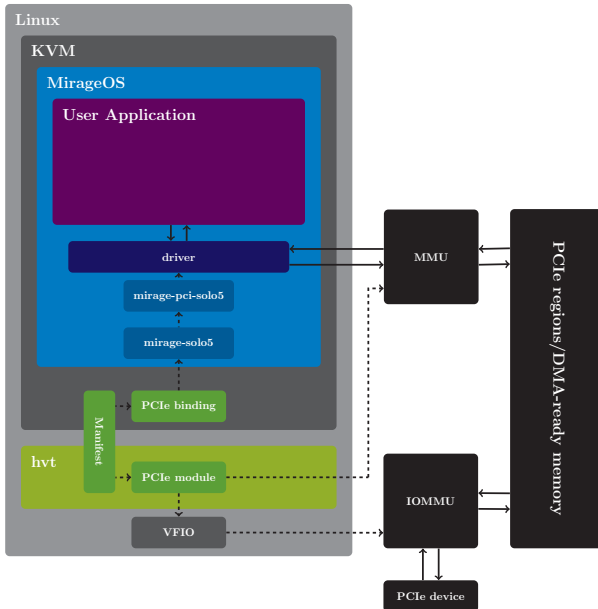 Linux
KVM
MirageOS
User Application
driver
mirage-pci-solo5
mirage-solo5
PCIe binding
Manifest
hvt
PCIe module
VFIO
MMU
IOMMU
PCIe device
PCIe regions/DMA-ready memory